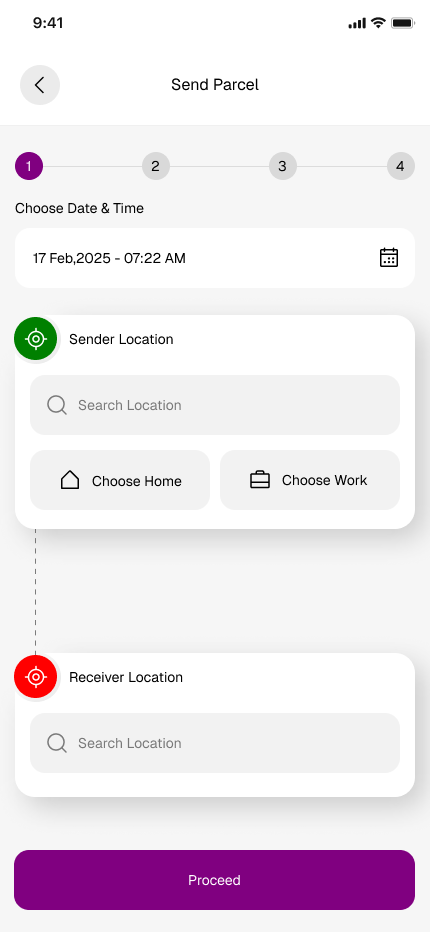 9:41
Send Parcel
1 2 3 4
Choose Date & Time
17 Feb,2025 - 07:22 AM
Sender Location
Search Location
Choose Home Choose Work
Receiver Location
Search Location
Proceed